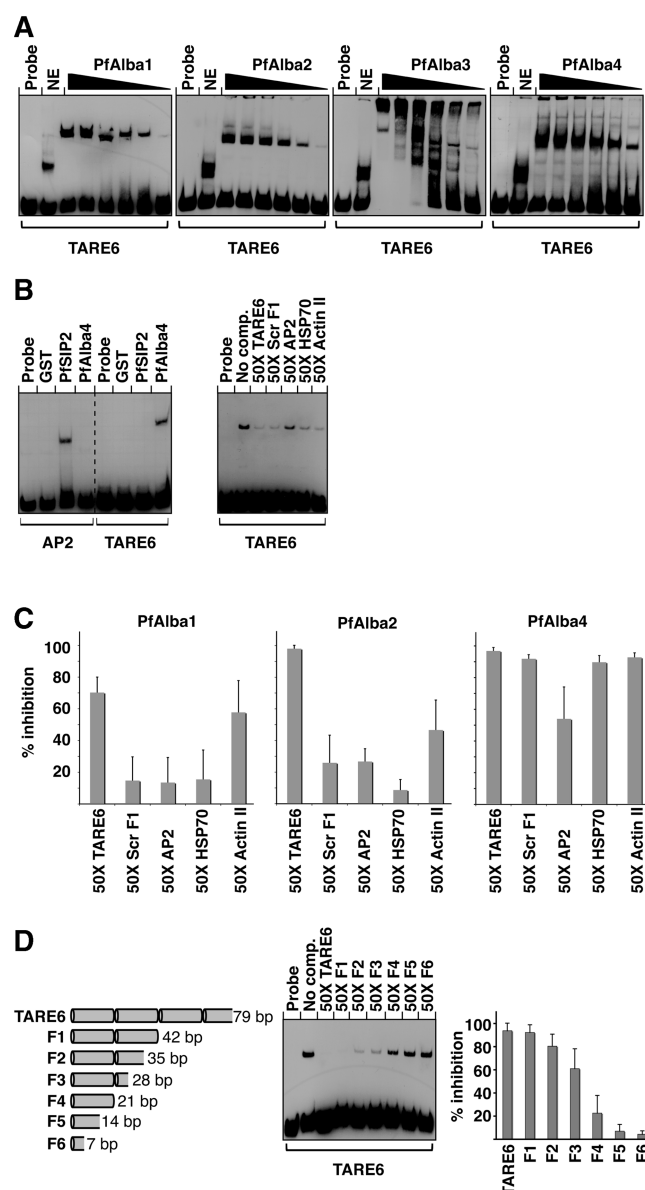 A
Probe
NE
PfAlba1
Probe
NE
PfAlba2
Probe
NE
PfAlba3
Probe
NE
PfAlba4
TARE6
TARE6
TARE6
TARE6
B
Probe
GST
PfSIP2
PfAlba4
Probe
GST
PfSIP2
PfAlba4
AP2
TARE6
Probe
No comp.
50X TARE6
50X Scr F1
50X AP2
50X HSP70
50X Actin II
TARE6
C
PfAlba1
PfAlba2
PfAlba4
% inhibition
100
80
60
40
20
50X TARE6
50X Scr F1
50X AP2
50X HSP70
50X Actin II
50X TARE6
50X Scr F1
50X AP2
50X HSP70
50X Actin II
50X TARE6
50X Scr F1
50X AP2
50X HSP70
50X Actin II
D
TARE6 79 bp
F1 42 bp
F2 35 bp
F3 28 bp
F4 21 bp
F5 14 bp
F6 7 bp
Probe
No comp.
50X TARE6
50X F1
50X F2
50X F3
50X F4
50X F5
50X F6
TARE6
% inhibition
100
80
60
40
20
TARE6
F1
F2
F3
F4
F5
F6